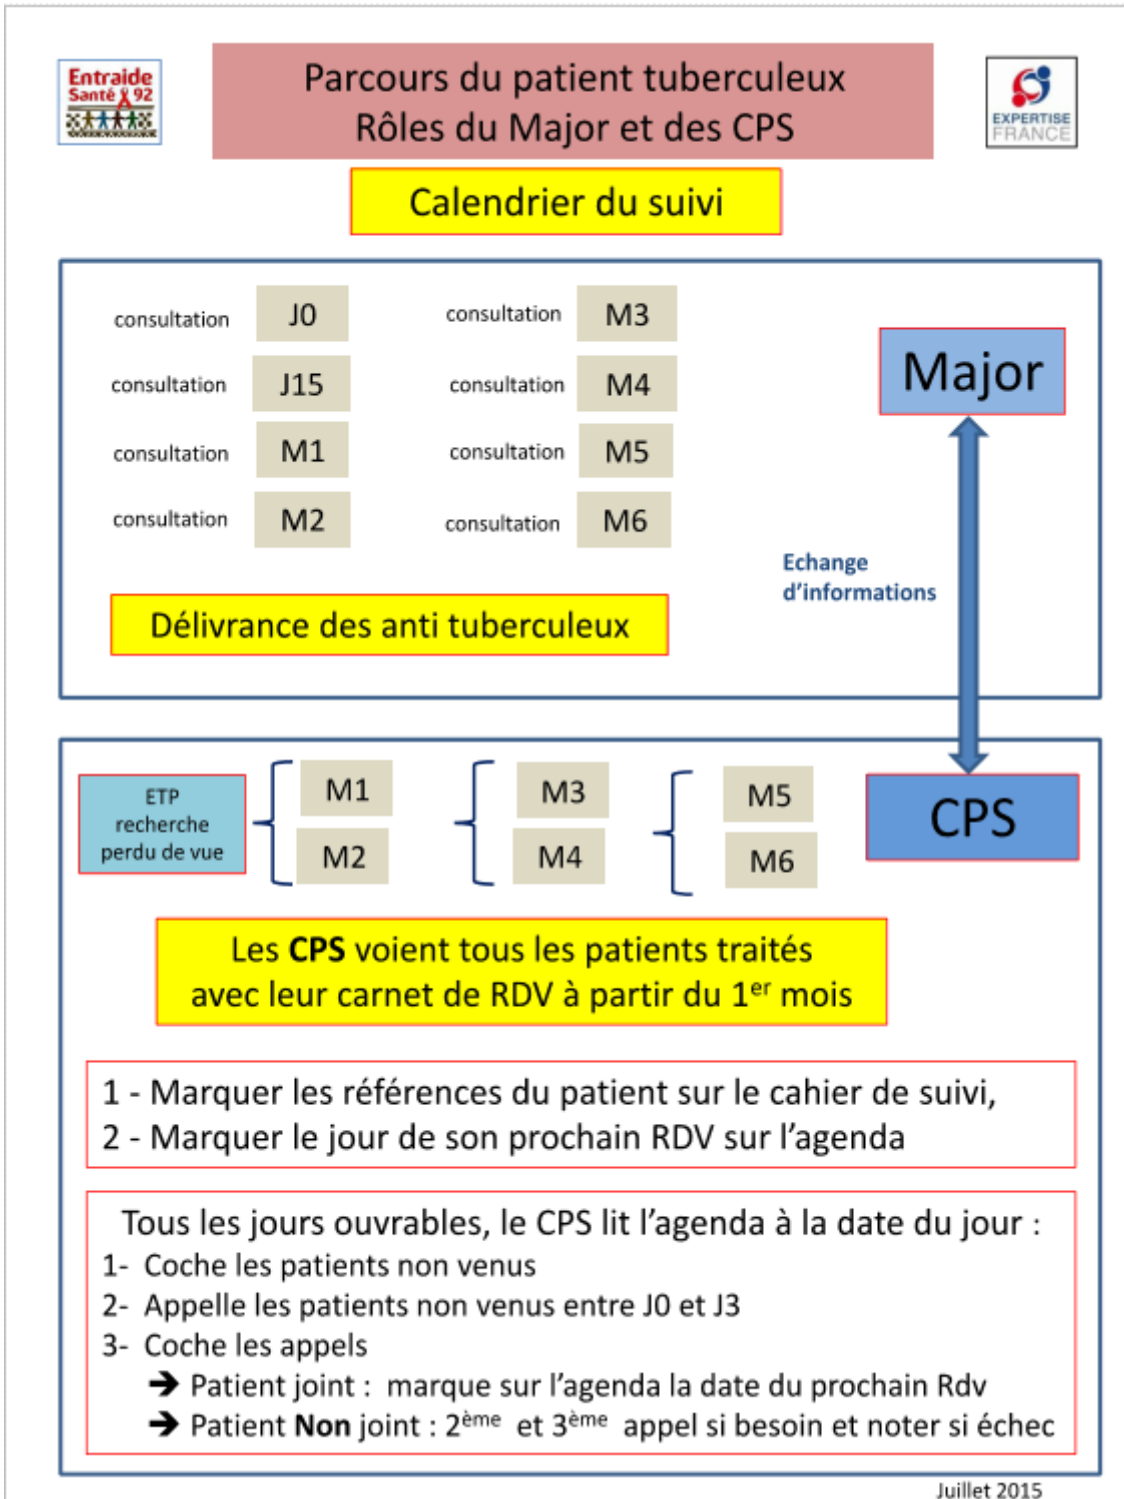 Entraide
Santé 92
Parcours du patient tuberculeux
Rôles du Major et des CPS
EXPERTISE
FRANCE
Calendrier du suivi
consultation J0
consultation M3
consultation J15
consultation M4
consultation M1
consultation M5
consultation M2
consultation M6
Major
Echange
d'informations
Délivrance des anti tuberculeux
ETP
recherche
perdu de vue
M1
M2
M3
M4
M5
M6
CPS
Les CPS voient tous les patients traités
avec leur carnet de RDV à partir du 1er mois
1 - Marquer les références du patient sur le cahier de suivi,
2 - Marquer le jour de son prochain RDV sur l'agenda
Tous les jours ouvrables, le CPS lit l'agenda à la date du jour :
1- Coche les patients non venus
2- Appelle les patients non venus entre J0 et J3
3- Coche les appels
➔ Patient joint : marque sur l'agenda la date du prochain Rdv
➔ Patient Non joint : 2ème et 3ème appel si besoin et noter si échec
Juillet 2015